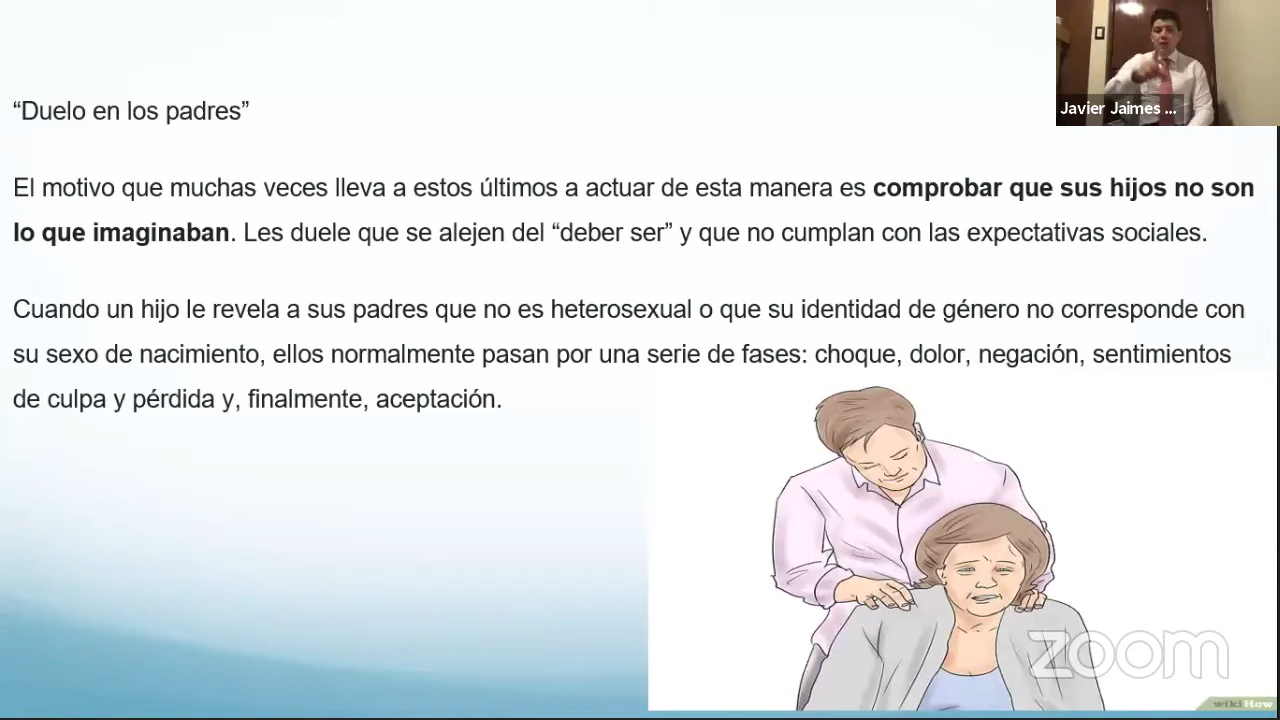 Javier Jaimes ...
“Duelo en los padres”
El motivo que muchas veces lleva a estos últimos a actuar de esta manera es comprobar que sus hijos no son
lo que imaginaban. Les duele que se alejen del “deber ser” y que no cumplan con las expectativas sociales.
Cuando un hijo le revela a sus padres que no es heterosexual o que su identidad de género no corresponde con
su sexo de nacimiento, ellos normalmente pasan por una serie de fases: choque, dolor, negación, sentimientos
de culpa y pérdida y, finalmente, aceptación.
zoom
wikiHow